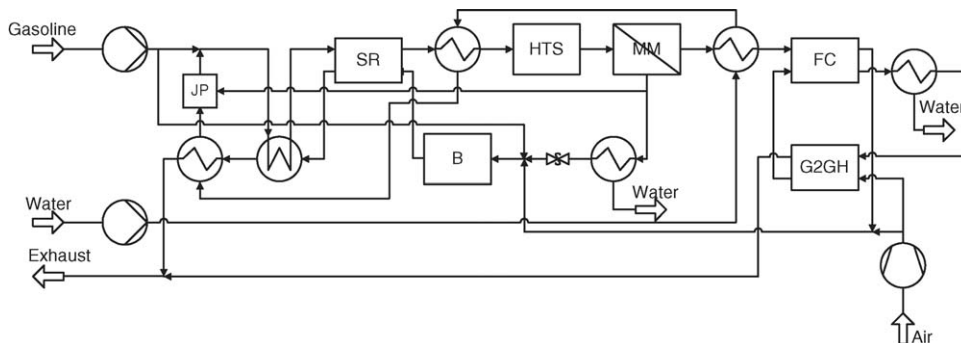 Gasoline
SR
HTS
MM
FC
JP
Water
B
G2GH
Water
Water
Exhaust
Air